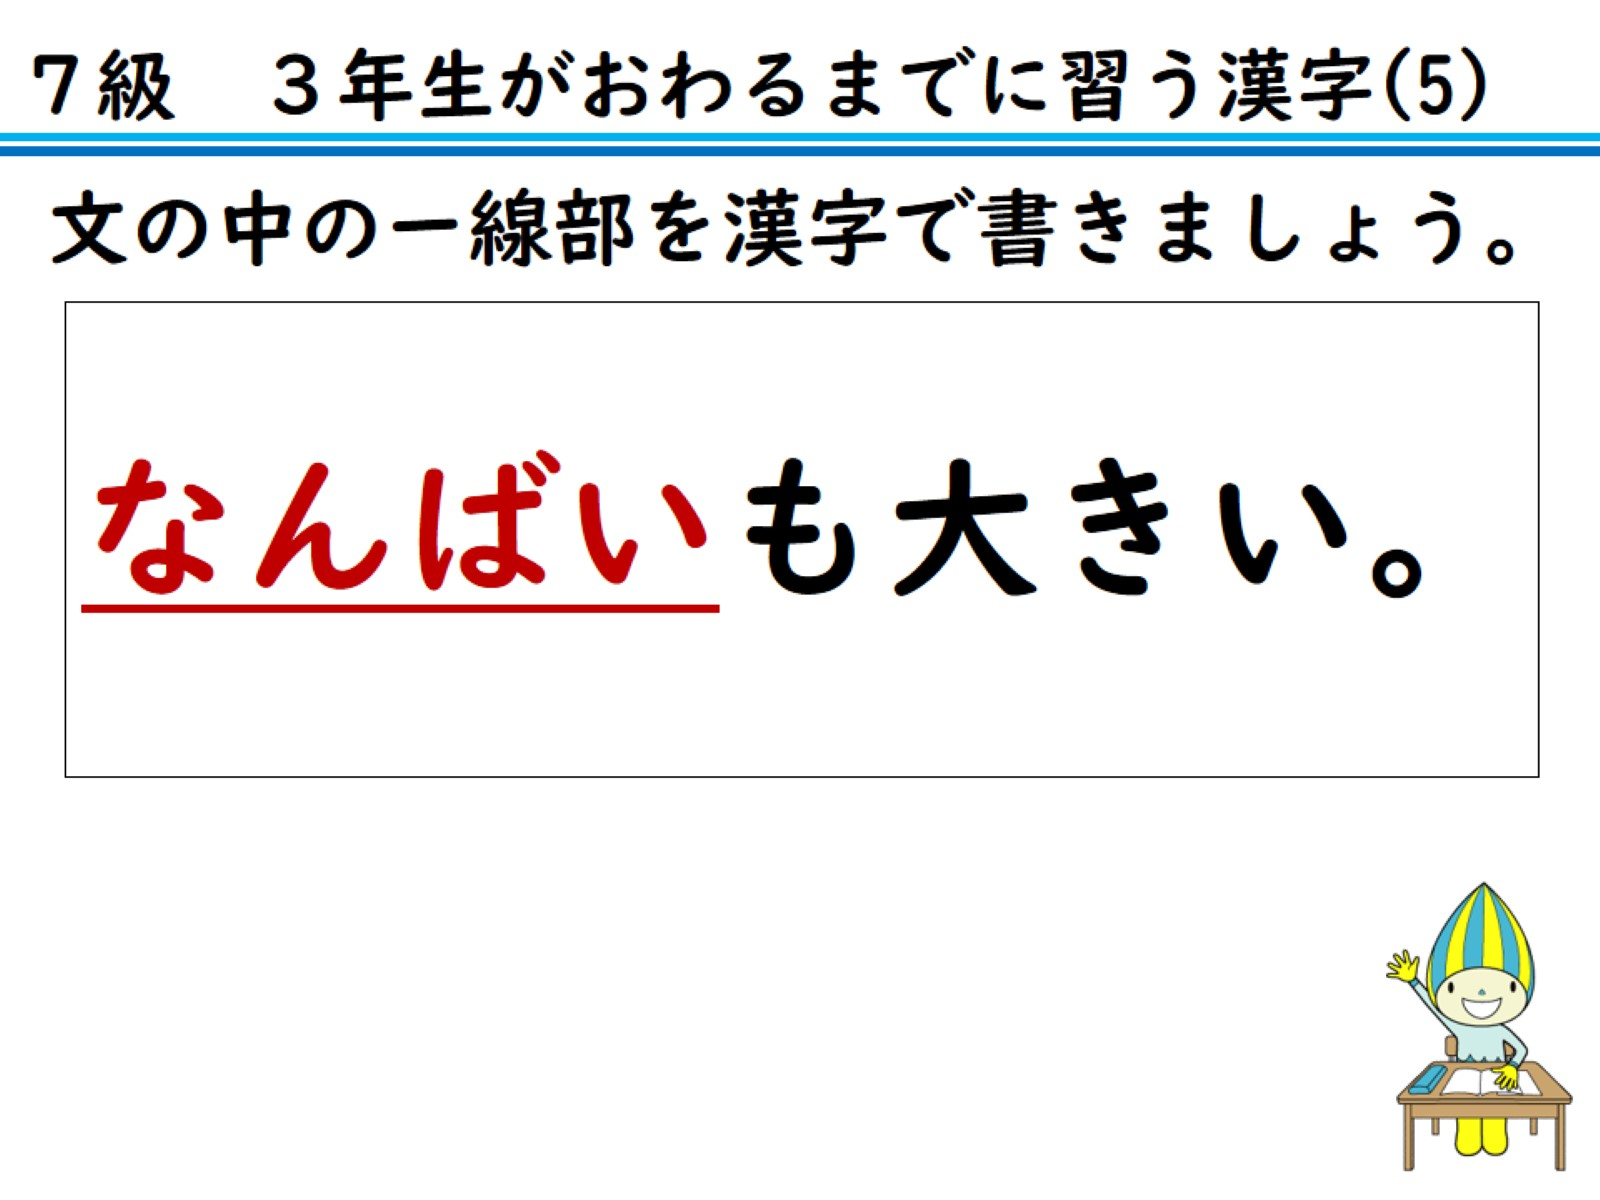 ７級　３年生がおわるまでに習う漢字(5)
文の中の―線部を漢字で書きましょう。
なんばいも大きい。